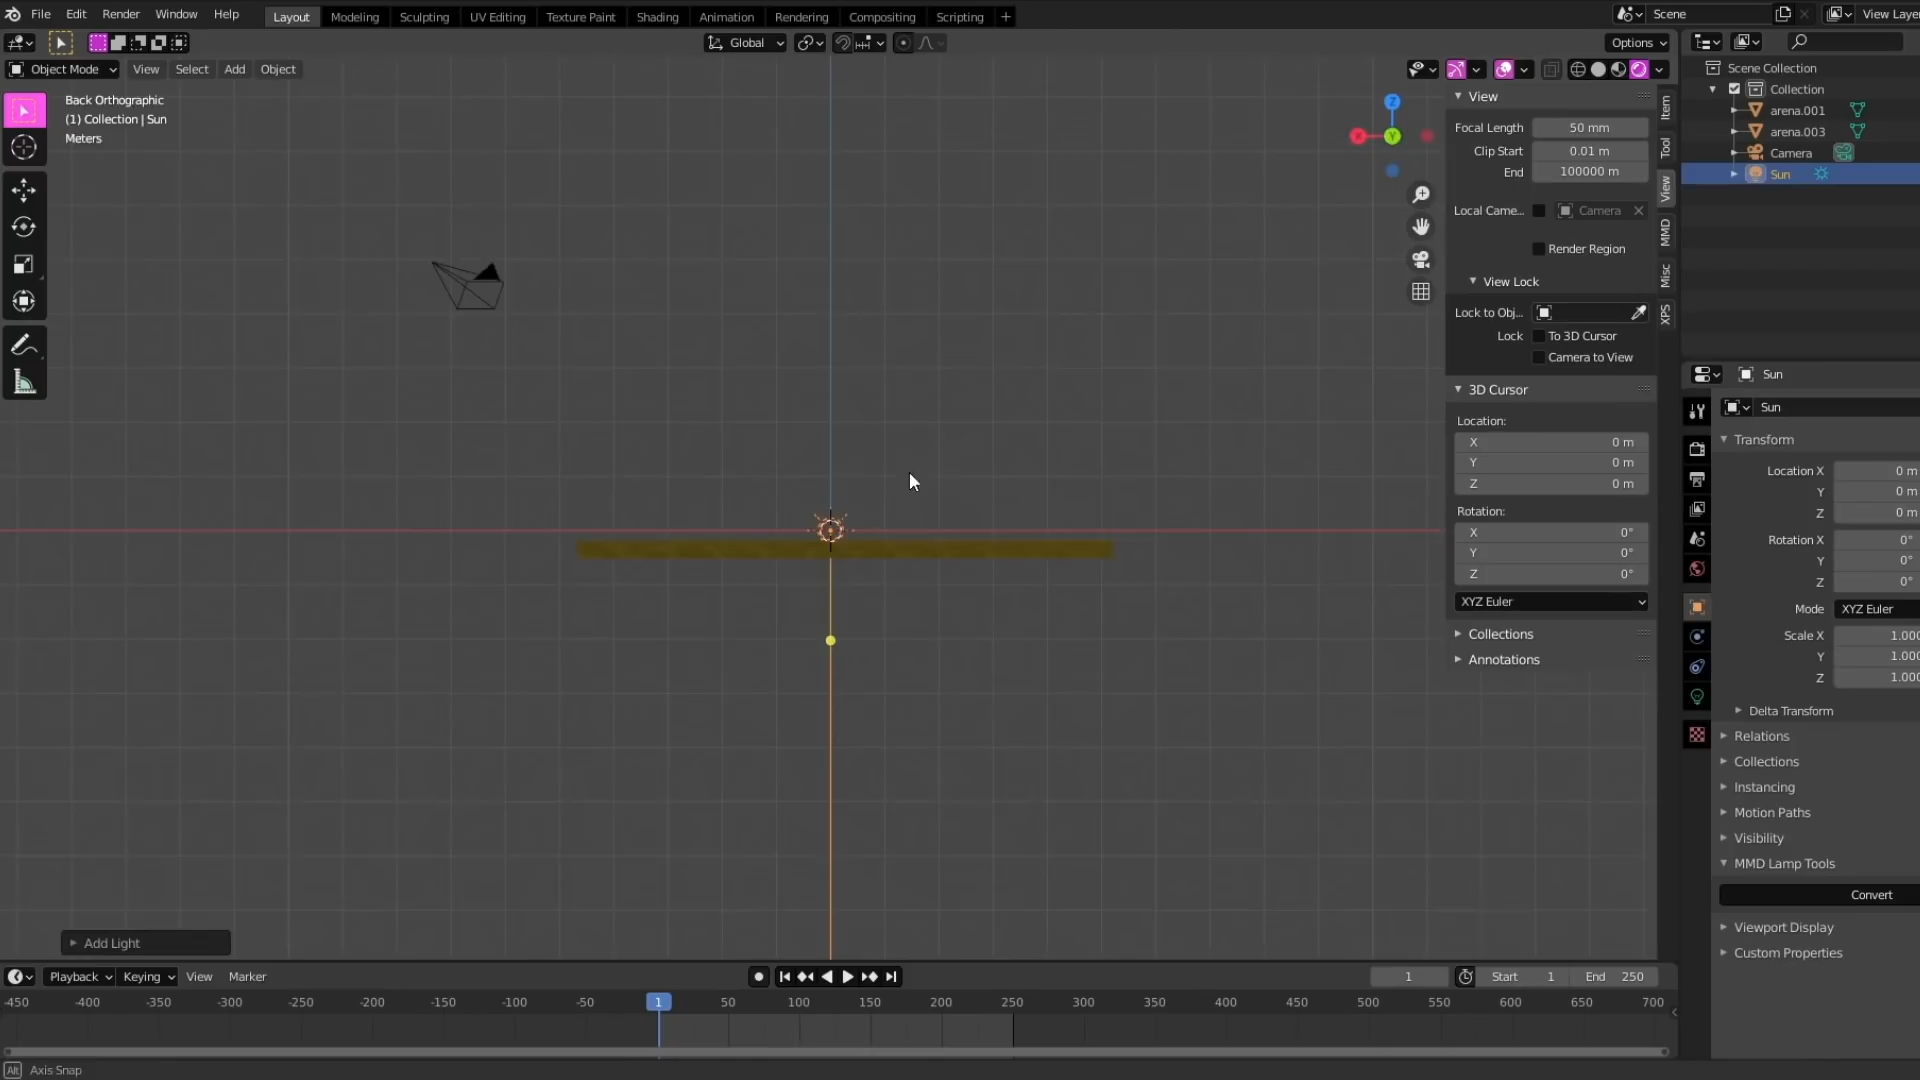 File Edit Render Window Help Layout Modeling Sculpting UV Editing Texture Paint Shading Animation Rendering Compositing Scripting + Scene View Laye
Global Options
Object Mode View Select Add Object
Back Orthographic
(1) Collection | Sun
Meters
Z
Y
View
Focal Length 50 mm
Clip Start 0.01 m
End 100000 m
Local Came... Camera
Render Region
View Lock
Lock to Obj...
Lock To 3D Cursor
Camera to View
3D Cursor
Location:
X 0 m
Y 0 m
Z 0 m
Rotation:
X 0°
Y 0°
Z 0°
XYZ Euler
Collections
Annotations
Item
Tool
View
MMD
Misc
XPS
Scene Collection
Collection
arena.001
arena.003
Camera
Sun
Sun
Sun
Transform
Location X 0 m
Y 0 m
Z 0 m
Rotation X 0°
Y 0°
Z 0°
Mode XYZ Euler
Scale X 1.000
Y 1.000
Z 1.000
Delta Transform
Relations
Collections
Instancing
Motion Paths
Visibility
MMD Lamp Tools
Convert
Viewport Display
Custom Properties
Add Light
Playback Keying View Marker 1 Start 1 End 250
-450 -400 -350 -300 -250 -200 -150 -100 -50 1 50 100 150 200 250 300 350 400 450 500 550 600 650 700
Alt Axis Snap